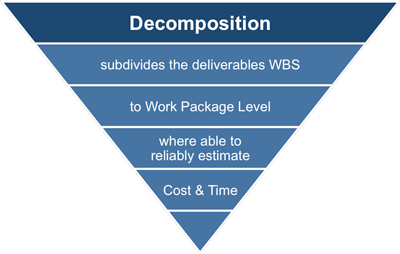 Decomposition
subdivides the deliverables WBS
to Work Package Level
where able to
reliably estimate
Cost & Time